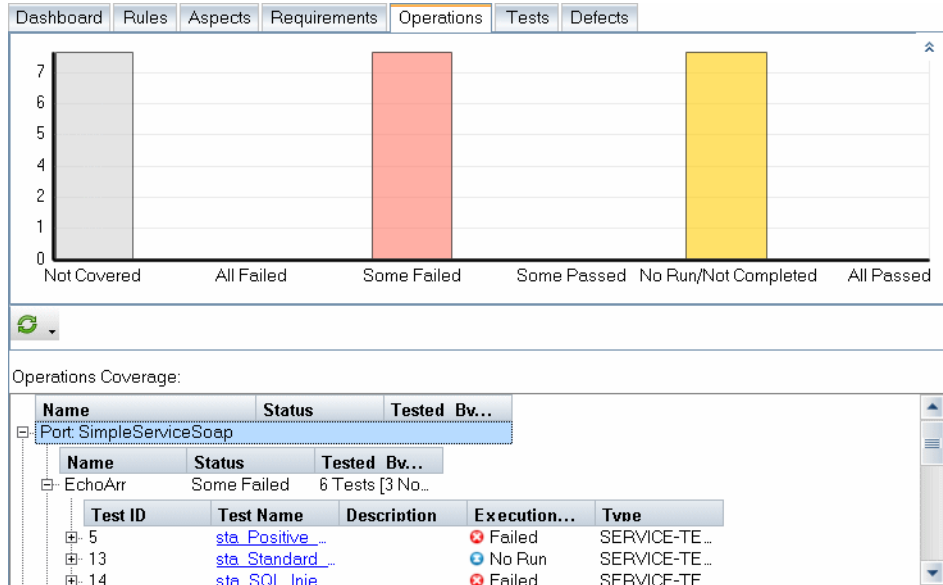 Dashboard Rules Aspects Requirements Operations Tests Defects
7
6
5
4
2
1
0
Not Covered All Failed Some Failed Some Passed No Run/Not Completed All Passed
Operations Coverage:
Name Status Tested By...
Port: SimpleServiceSoap
Name Status Tested By...
EchoArr Some Failed 6 Tests [3 No...
Test ID Test Name Description Execution... Type
5 sta_Positive_... Failed SERVICE-TE...
13 sta_Standard_... No Run SERVICE-TE...
14 sta_SQL_Inje... Failed SERVICE-TE...